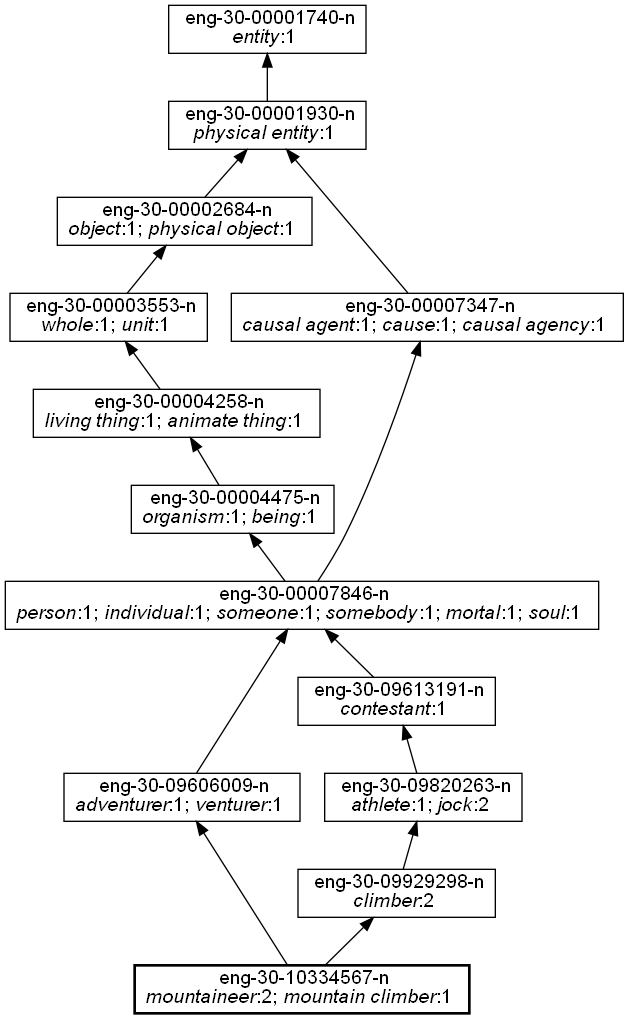 eng-30-00001740-n
entity:1
eng-30-00001930-n
physical entity:1
eng-30-00002684-n
object:1; physical object:1
eng-30-00003553-n
whole:1; unit:1
eng-30-00007347-n
causal agent:1; cause:1; causal agency:1
eng-30-00004258-n
living thing:1; animate thing:1
eng-30-00004475-n
organism:1; being:1
eng-30-00007846-n
person:1; individual:1; someone:1; somebody:1; mortal:1; soul:1
eng-30-09613191-n
contestant:1
eng-30-09606009-n
adventurer:1; venturer:1
eng-30-09820263-n
athlete:1; jock:2
eng-30-09929298-n
climber:2
eng-30-10334567-n
mountaineer:2; mountain climber:1